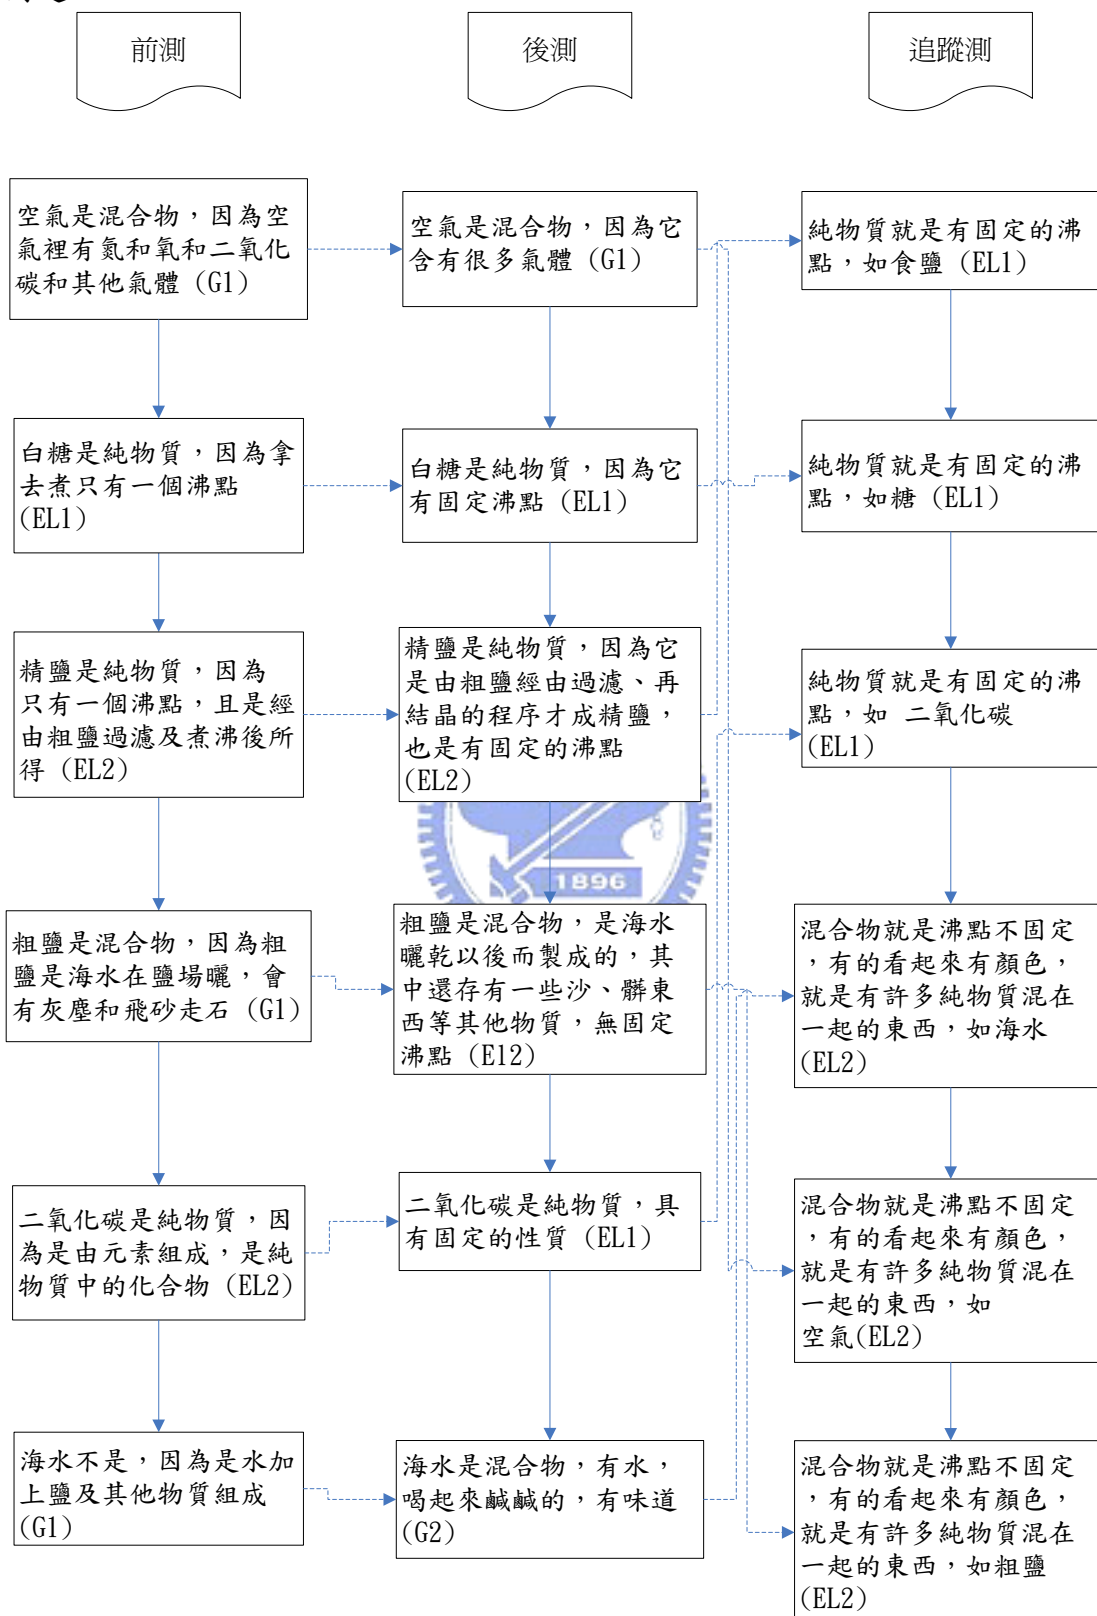 前測
後測
追蹤測
空氣是混合物，因為空
氣裡有氮和氧和二氧化
碳和其他氣體 (G1)
空氣是混合物，因為它
含有很多氣體 (G1)
純物質就是有固定的沸
點，如食鹽 (EL1)
白糖是純物質，因為拿
去煮只有一個沸點
(EL1)
白糖是純物質，因為它
有固定沸點 (EL1)
純物質就是有固定的沸
點，如糖 (EL1)
精鹽是純物質，因為
只有一個沸點，且是經
由粗鹽過濾及煮沸後所
得 (EL2)
精鹽是純物質，因為它
是由粗鹽經由過濾、再
結晶的程序才成精鹽，
也是有固定的沸點
(EL2)
純物質就是有固定的沸
點，如 二氧化碳
(EL1)
1896
粗鹽是混合物，因為粗
鹽是海水在鹽場曬，會
有灰塵和飛砂走石 (G1)
粗鹽是混合物，是海水
曬乾以後而製成的，其
中還存有一些沙、髒東
西等其他物質，無固定
沸點 (E12)
混合物就是沸點不固定
，有的看起來有顏色，
就是有許多純物質混在
一起的東西，如海水
(EL2)
二氧化碳是純物質，因
為是由元素組成，是純
物質中的化合物 (EL2)
二氧化碳是純物質，具
有固定的性質 (EL1)
混合物就是沸點不固定
，有的看起來有顏色，
就是有許多純物質混在
一起的東西，如
空氣(EL2)
海水不是，因為是水加
上鹽及其他物質組成
(G1)
海水是混合物，有水，
喝起來鹹鹹的，有味道
(G2)
混合物就是沸點不固定
，有的看起來有顏色，
就是有許多純物質混在
一起的東西，如粗鹽
(EL2)